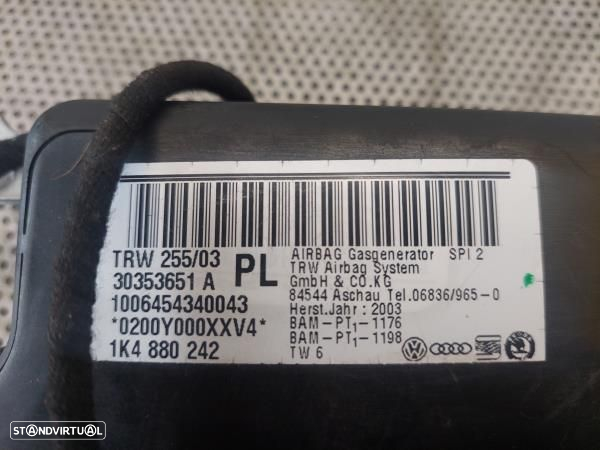 TRW 255/03
30353651 A
PL
1006454340043
*0200Y000XXV4*
1K4 880 242
AIRBAG Gasgenerator SPI 2
TRW Airbag System
GmbH & CO.KG
84544 Aschau Tel.06836/965-0
Herst.Jahr : 2003
BAM-PT1-1176
BAM-PT1-1198
TW 6
STANDVIRTUAL